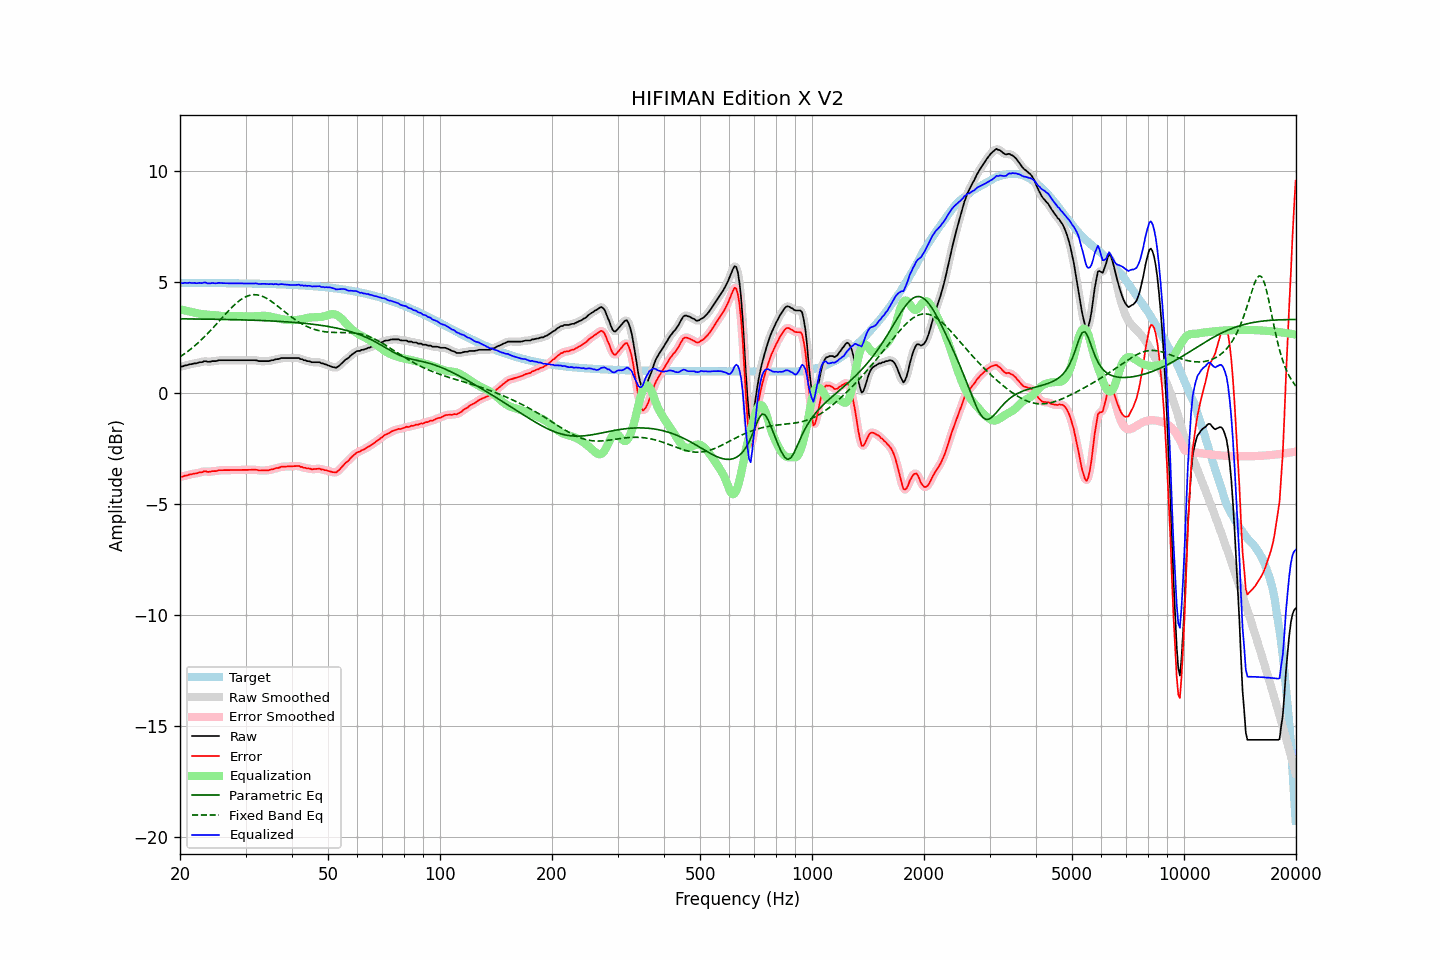 HIFIMAN Edition X V2
10
5
0
−5
−10
−15
−20
Amplitude (dBr)
Target
Raw Smoothed
Error Smoothed
Raw
Error
Equalization
Parametric Eq
Fixed Band Eq
Equalized
20 50 100 200 500 1000 2000 5000 10000 20000
Frequency (Hz)